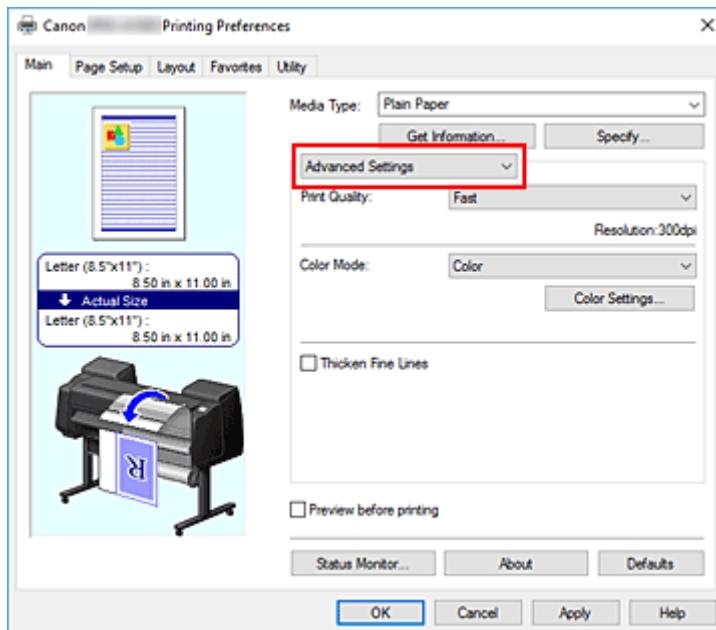 Canon Printing Preferences
Main Page Setup Layout Favorites Utility
Media Type: Plain Paper
Get Information... Specify...
Advanced Settings
Print Quality: Fast
Resolution:300dpi
Color Mode: Color
Color Settings...
Thicken Fine Lines
Letter (8.5"x11") :
8.50 in x 11.00 in
Actual Size
Letter (8.5"x11") :
8.50 in x 11.00 in
R
Preview before printing
Status Monitor... About Defaults
OK Cancel Apply Help